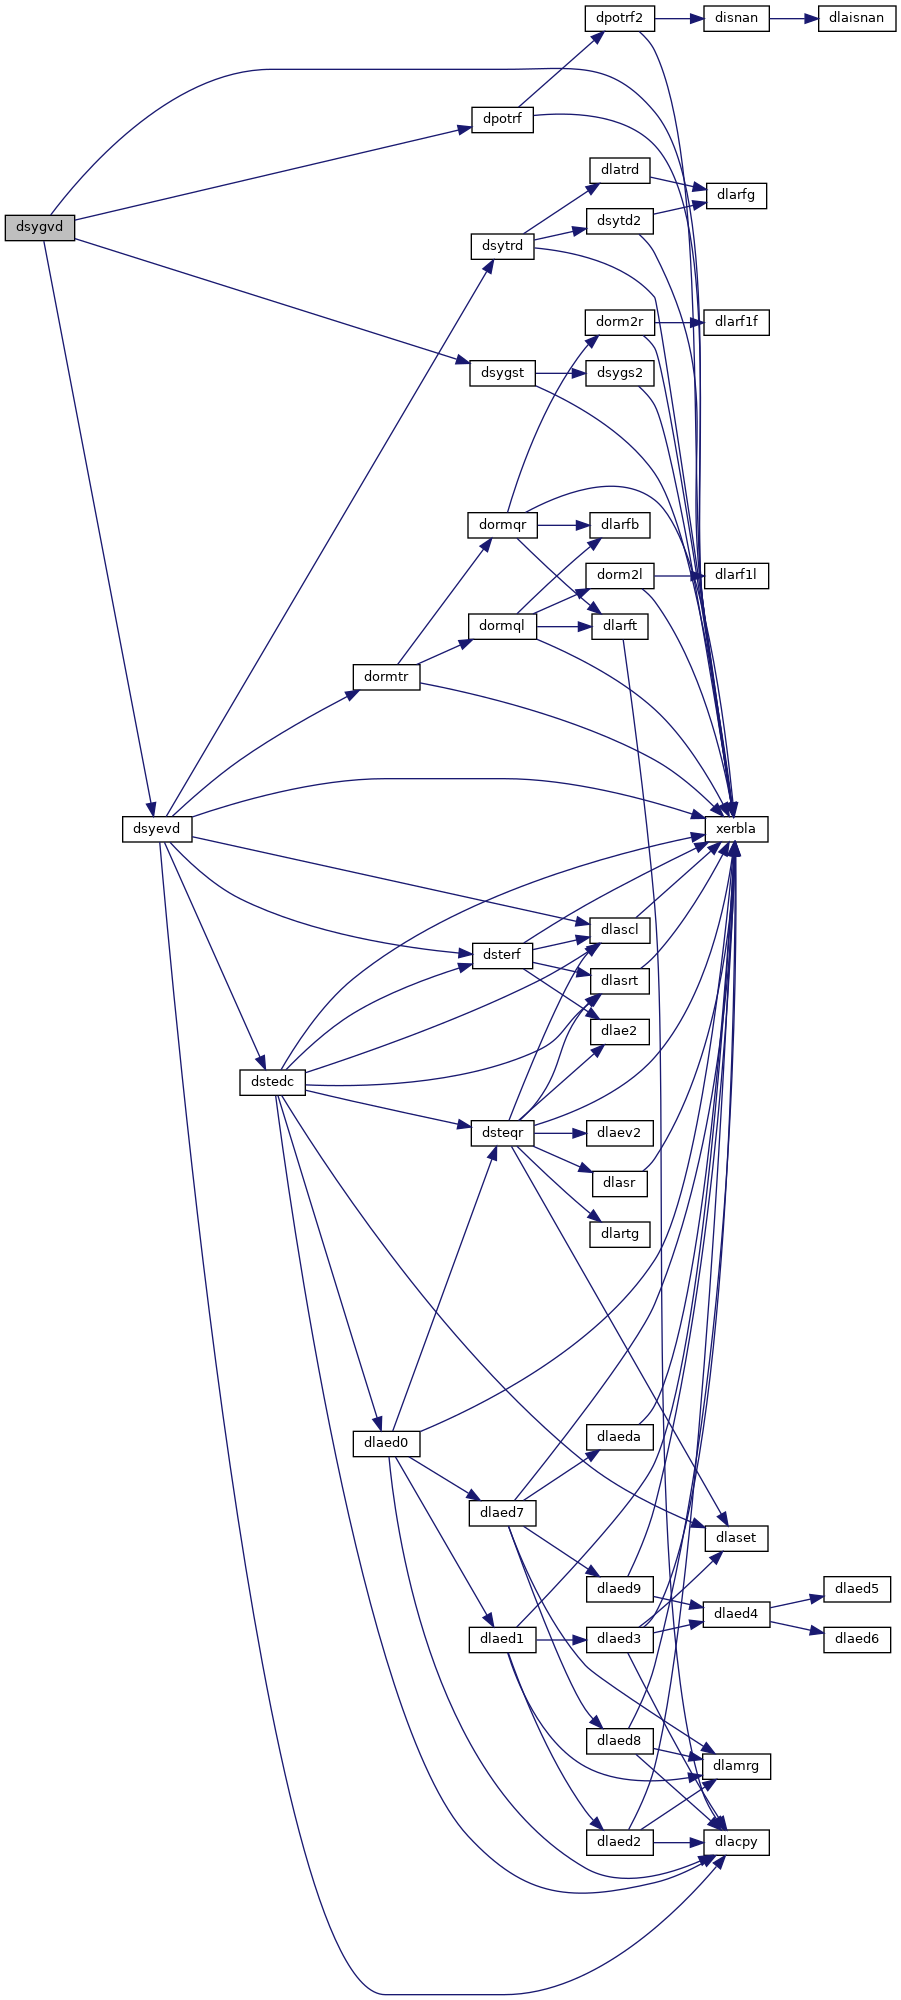 dpotrf2
disnan
dlaisnan
dpotrf
dlatrd
dlarfg
dsytd2
dsygvd
dsytrd
dorm2r
dlarf1f
dsygst
dsygs2
dormqr
dlarfb
dorm2l
dlarf1l
dormql
dlarft
dormtr
dsyevd
xerbla
dlascl
dsterf
dlasrt
dlae2
dstedc
dsteqr
dlaev2
dlasr
dlartg
dlaed0
dlaeda
dlaed7
dlaset
dlaed9
dlaed5
dlaed4
dlaed1
dlaed3
dlaed6
dlaed8
dlamrg
dlaed2
dlacpy